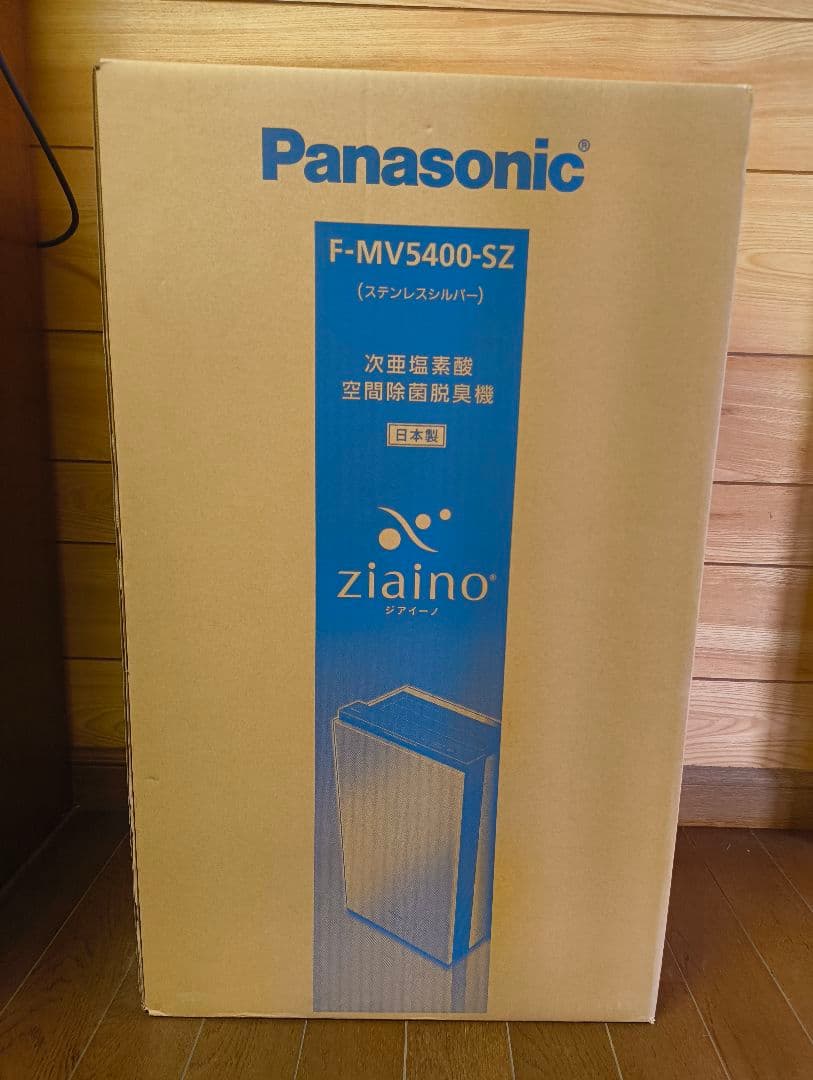 Panasonic®
F-MV5400-SZ
(ステンレスシルバー)
次亜塩素酸
空間除菌脱臭機
日本製
ziaino®
ジアイーノ